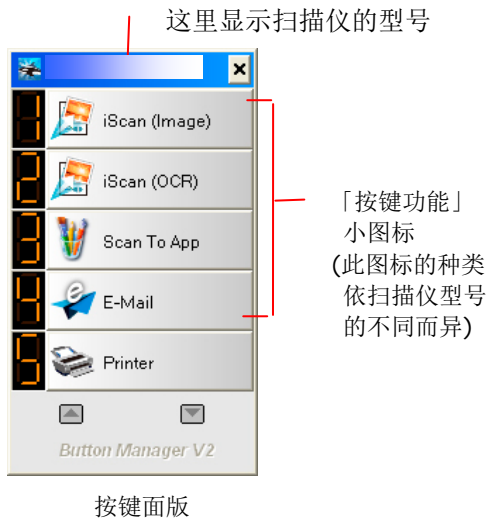 这里显示扫描仪的型号
1 iScan (Image)
2 iScan (OCR)
3 Scan To App
4 E-Mail
5 Printer
Button Manager V2
「按键功能」
小图标
(此图标的种类
依扫描仪型号
的不同而异)
按键面版